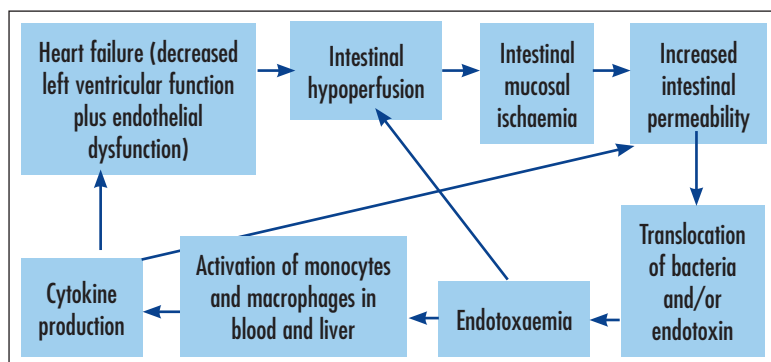 Heart failure (decreased
left ventricular function
plus endothelial
dysfunction)
Intestinal
hypoperfusion
Intestinal
mucosal
ischaemia
Increased
intestinal
permeability
Translocation
of bacteria
and/or
endotoxin
Endotoxaemia
Activation of monocytes
and macrophages in
blood and liver
Cytokine
production